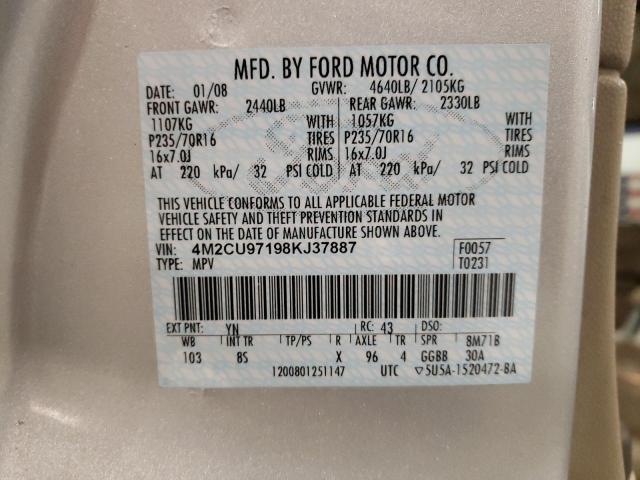 MFD. BY FORD MOTOR CO.
DATE: 01/08 GVWR: 4640LB/ 2105KG
FRONT GAWR: 2440LB REAR GAWR: 2330LB
1107KG WITH 1057KG WITH
P235/70R16 TIRES P235/70R16 TIRES
16x7.0J RIMS 16x7.0J RIMS
AT 220 kPa/ 32 PSI COLD AT 220 kPa/ 32 PSI COLD
THIS VEHICLE CONFORMS TO ALL APPLICABLE FEDERAL MOTOR
VEHICLE SAFETY AND THEFT PREVENTION STANDARDS IN
EFFECT ON THE DATE OF MANUFACTURE SHOWN ABOVE.
VIN: 4M2CU97198KJ37887 F0057
TYPE: MPV T0231
EXT PNT: YN RC: 43 DSO:
WB INT TR TP/PS R AXLE TR SPR 8M71B
103 BS X 96 4 GGBB 30A
1200801251147 UTC ▽5U5A-1520472-BA